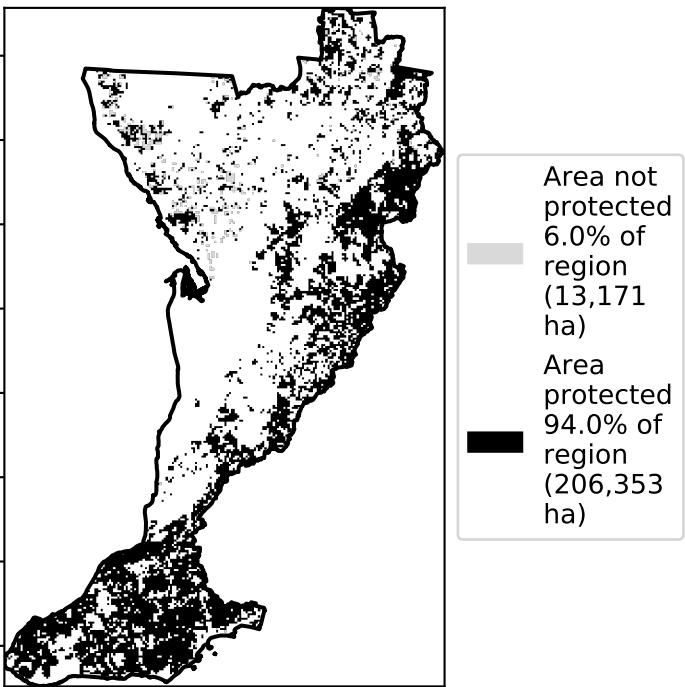 Area not
protected
6.0% of
region
(13,171
ha)
Area
protected
94.0% of
region
(206,353
ha)